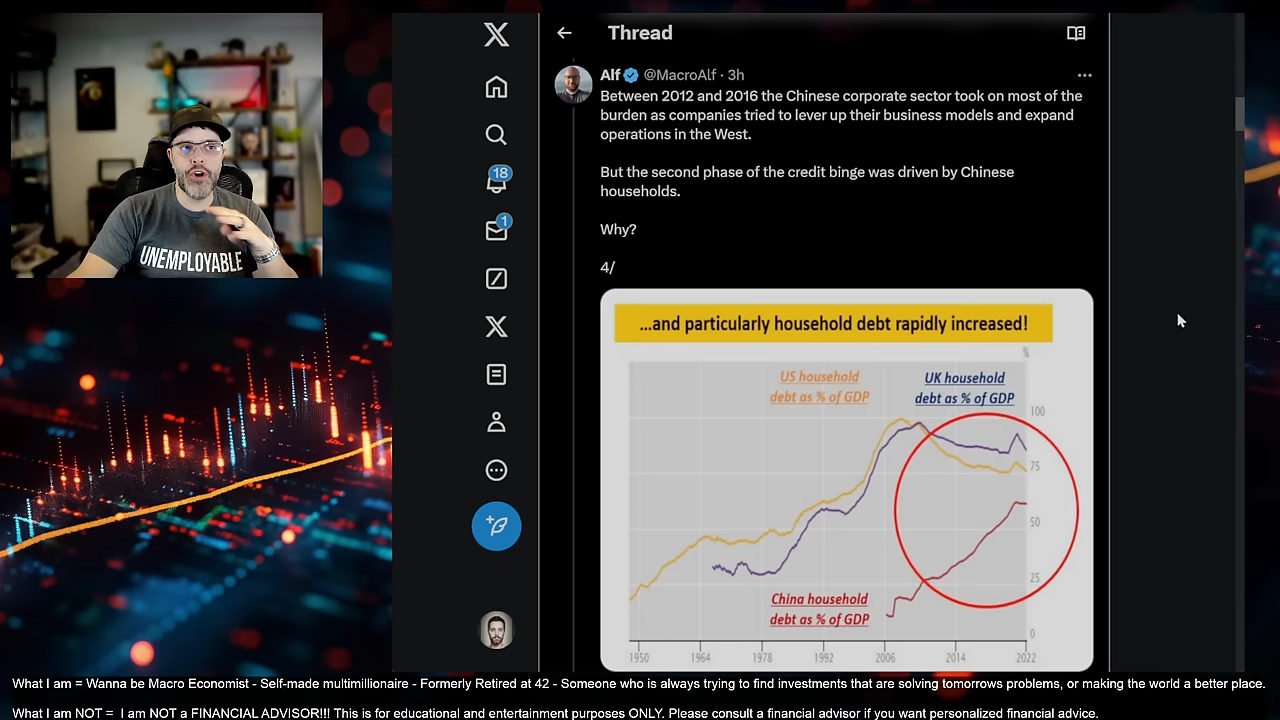 UNEMPLOYABLE
18
1
Thread
Alf @MacroAlf · 3h
Between 2012 and 2016 the Chinese corporate sector took on most of the
burden as companies tried to lever up their business models and expand
operations in the West.
But the second phase of the credit binge was driven by Chinese
households.
Why?
4/
...and particularly household debt rapidly increased!
%
US household
debt as % of GDP
UK household
debt as % of GDP
100
75
50
25
0
China household
debt as % of GDP
1950 1964 1978 1992 2006 2014 2022
What I am = Wanna be Macro Economist - Self-made multimillionaire - Formerly Retired at 42 - Someone who is always trying to find investments that are solving tomorrows problems, or making the world a better place.
What I am NOT = I am NOT a FINANCIAL ADVISOR!!! This is for educational and entertainment purposes ONLY. Please consult a financial advisor if you want personalized financial advice.